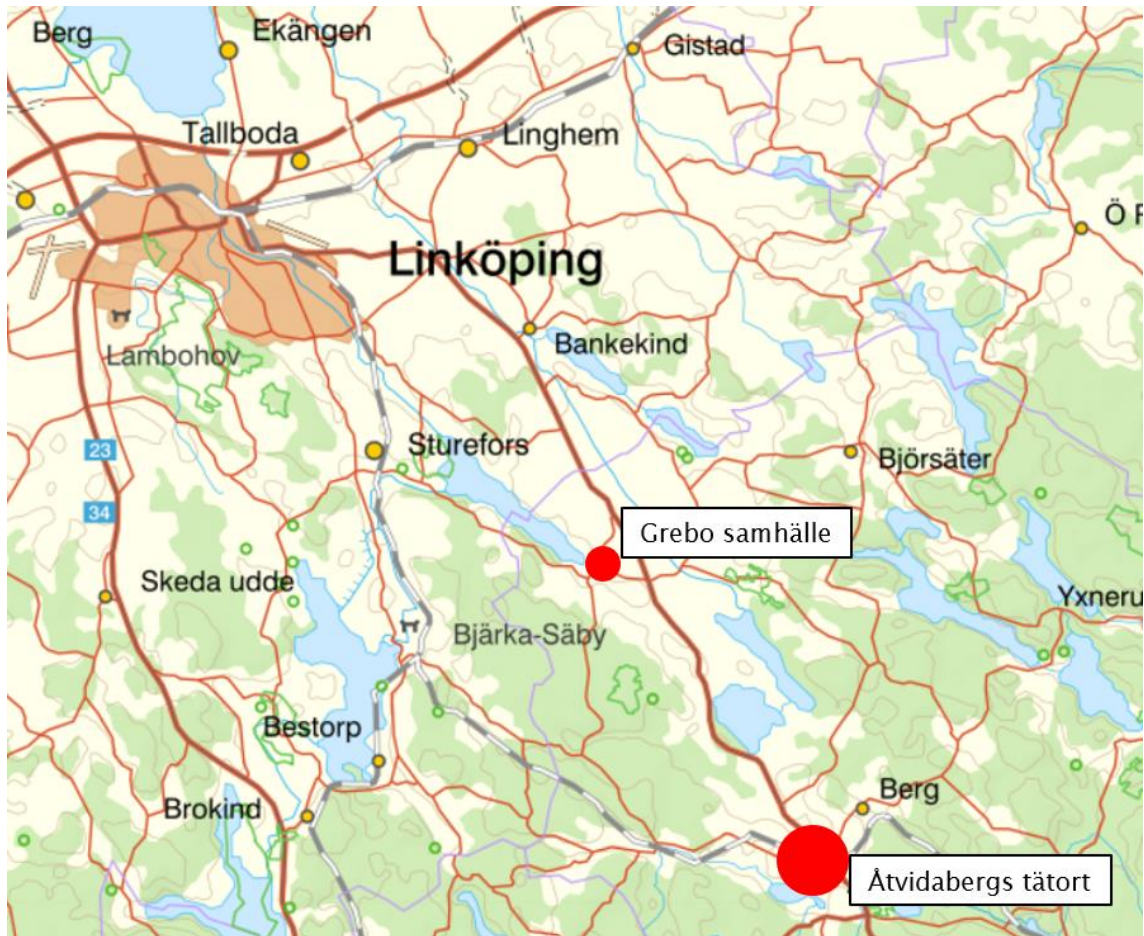 Berg
Ekängen
Gistad
Tallboda
Linghem
Ö
Linköping
Bankekind
Lambohov
23
Sturefors
Björsäter
34
Grebo samhälle
Skeda udde
Yxneru
Bjärka-Säby
Bestorp
Berg
Brokind
Åtvidabergs tätort